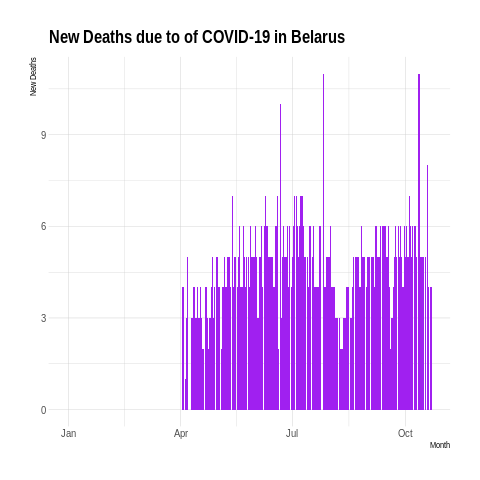 New Deaths due to of COVID-19 in Belarus
New Deaths
9
6
3
0
Jan Apr Jul Oct
Month